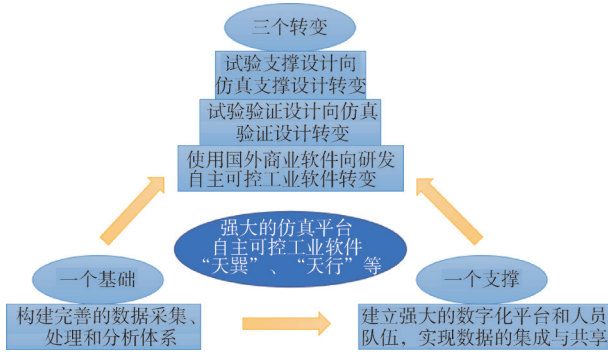 三个转变
试验支撑设计向
仿真支撑设计转变
试验验证设计向仿真
验证设计转变
使用国外商业软件向研发
自主可控工业软件转变
强大的仿真平台
自主可控工业软件
“天巽”、“天行”等
一个基础
构建完善的数据采集、
处理和分析体系
一个支撑
建立强大的数字化平台和人员
队伍，实现数据的集成与共享